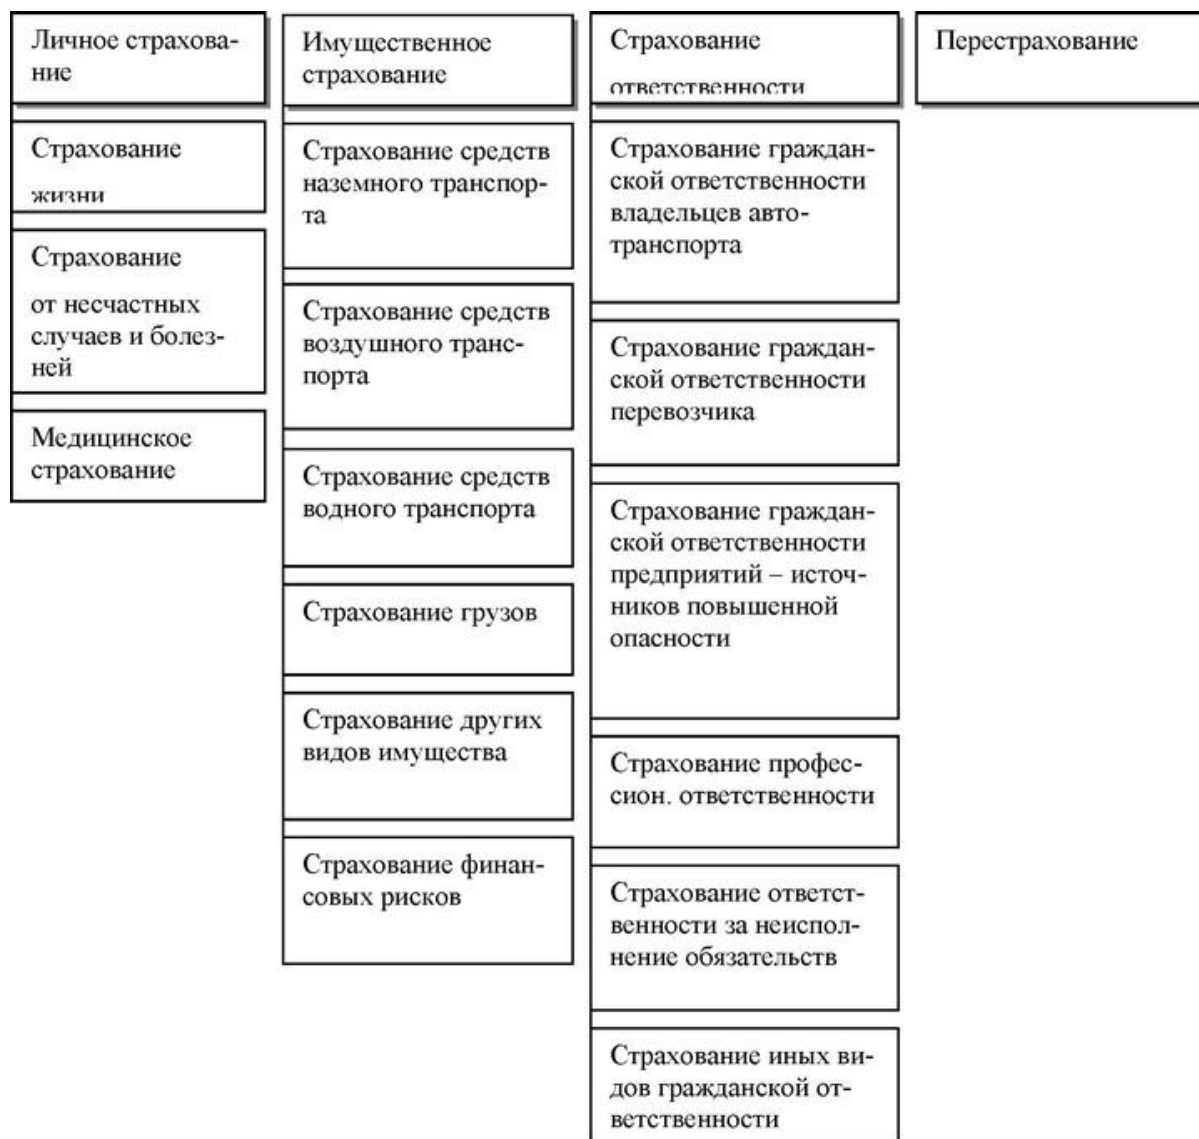 Личное страхова-
ние
Страхование
жизни
Страхование
от несчастных
случаев и болез-
ней
Медицинское
страхование
Имущественное
страхование
Страхование средств
наземного транспор-
та
Страхование средств
воздушного транс-
порта
Страхование средств
водного транспорта
Страхование грузов
Страхование других
видов имущества
Страхование финан-
совых рисков
Страхование
ответственности
Страхование граждан-
ской ответственности
владельцев авто-
транспорта
Страхование граждан-
ской ответственности
перевозчика
Страхование граждан-
ской ответственности
предприятий – источ-
ников повышенной
опасности
Страхование профес-
сион. ответственности
Страхование ответст-
венности за неиспол-
нение обязательств
Страхование иных ви-
дов гражданской от-
ветственности
Перестрахование